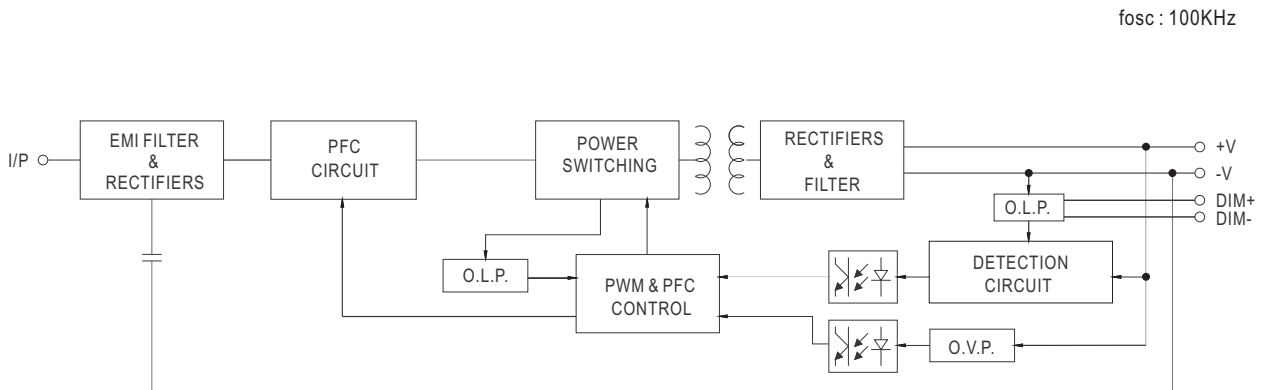 fosc : 100KHz
I/P
EMI FILTER
&
RECTIFIERS
PFC
CIRCUIT
POWER
SWITCHING
RECTIFIERS
&
FILTER
+V
-V
DIM+
DIM-
O.L.P.
O.L.P.
PWM & PFC
CONTROL
DETECTION
CIRCUIT
O.V.P.